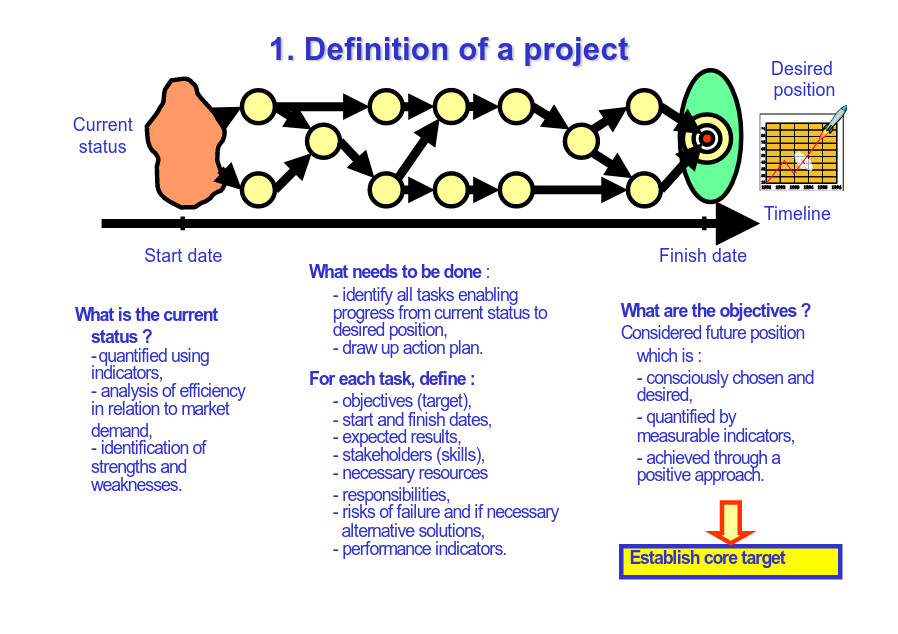 1. Definition of a project
Desired
position
Current
status
Timeline
Start date
Finish date
What is the current
status ?
- quantified using
indicators,
- analysis of efficiency
in relation to market
demand,
- identification of
strengths and
weaknesses.
What needs to be done :
- identify all tasks enabling
progress from current status to
desired position,
- draw up action plan.
For each task, define :
- objectives (target),
- start and finish dates,
- expected results,
- stakeholders (skills),
- necessary resources
- responsibilities,
- risks of failure and if necessary
alternative solutions,
- performance indicators.
What are the objectives ?
Considered future position
which is :
- consciously chosen and
desired,
- quantified by
measurable indicators,
- achieved through a
positive approach.
Establish core target